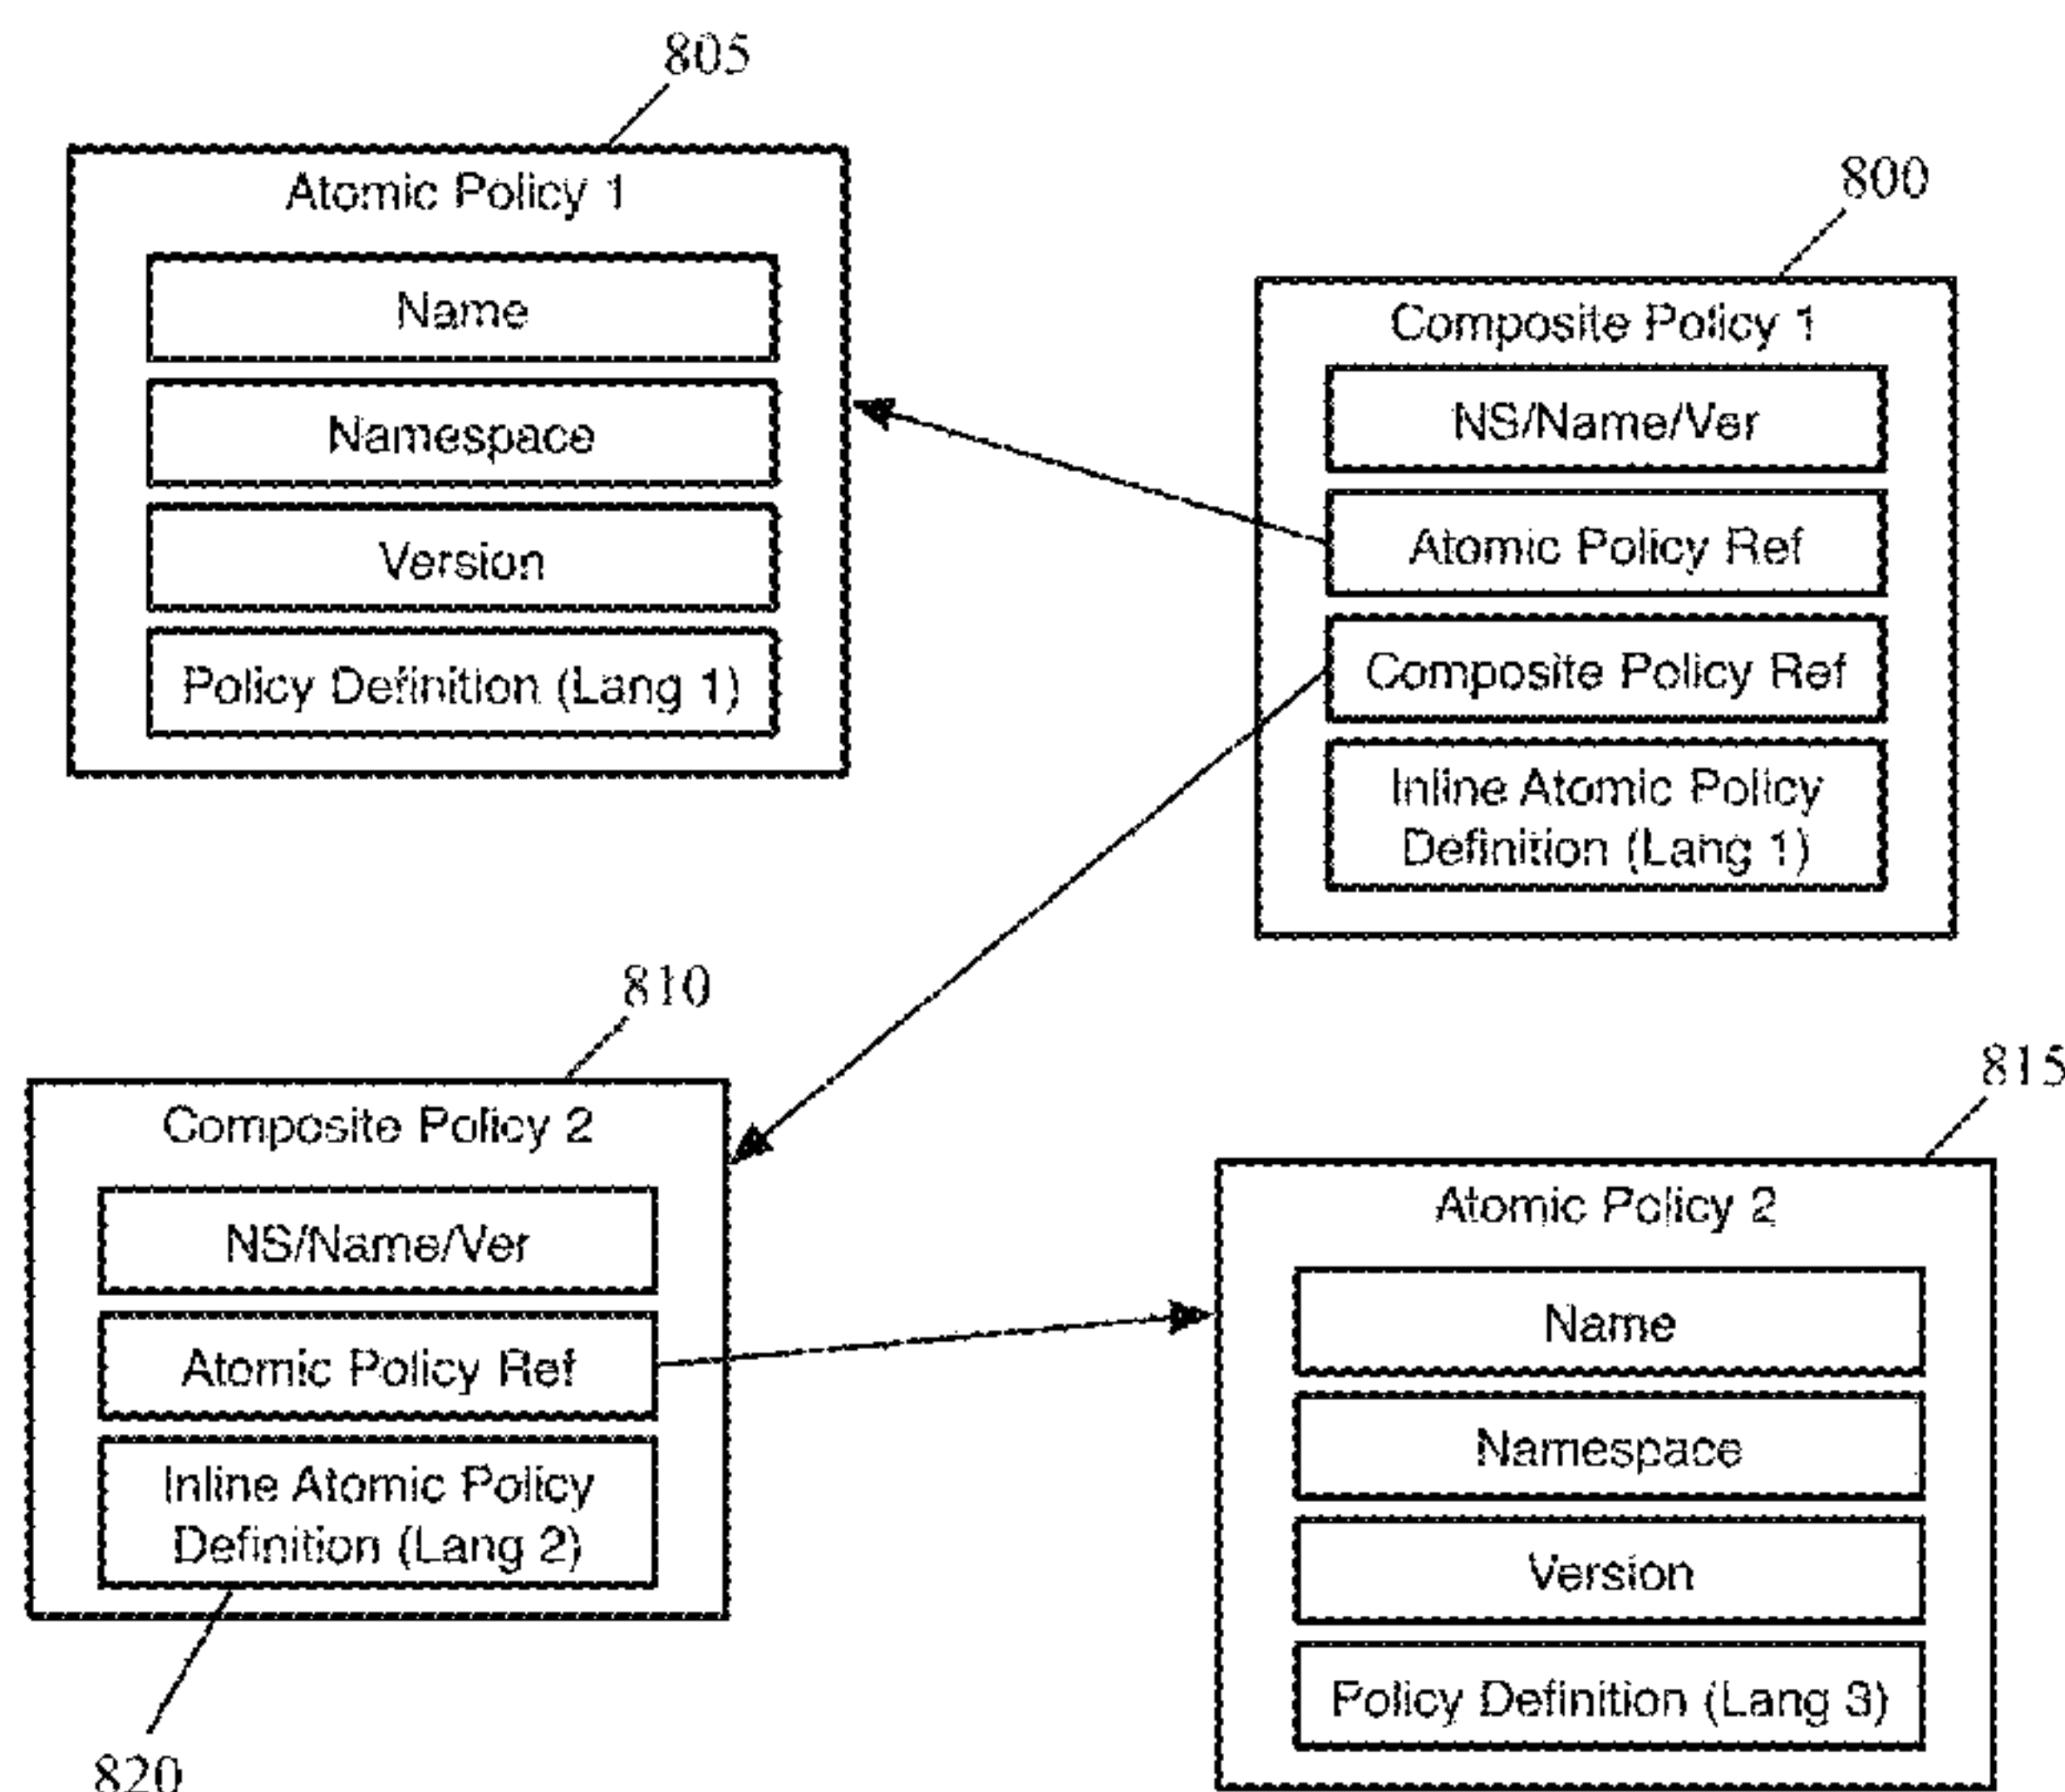 805
Atomic Policy 1
Name
Namespace
Version
Policy Definition (Lang 1)
800
Composite Policy 1
NS/Name/Ver
Atomic Policy Ref
Composite Policy Ref
Inline Atomic Policy
Definition (Lang 1)
810
Composite Policy 2
NS/Name/Ver
Atomic Policy Ref
Inline Atomic Policy
Definition (Lang 2)
820
815
Atomic Policy 2
Name
Namespace
Version
Policy Definition (Lang 3)